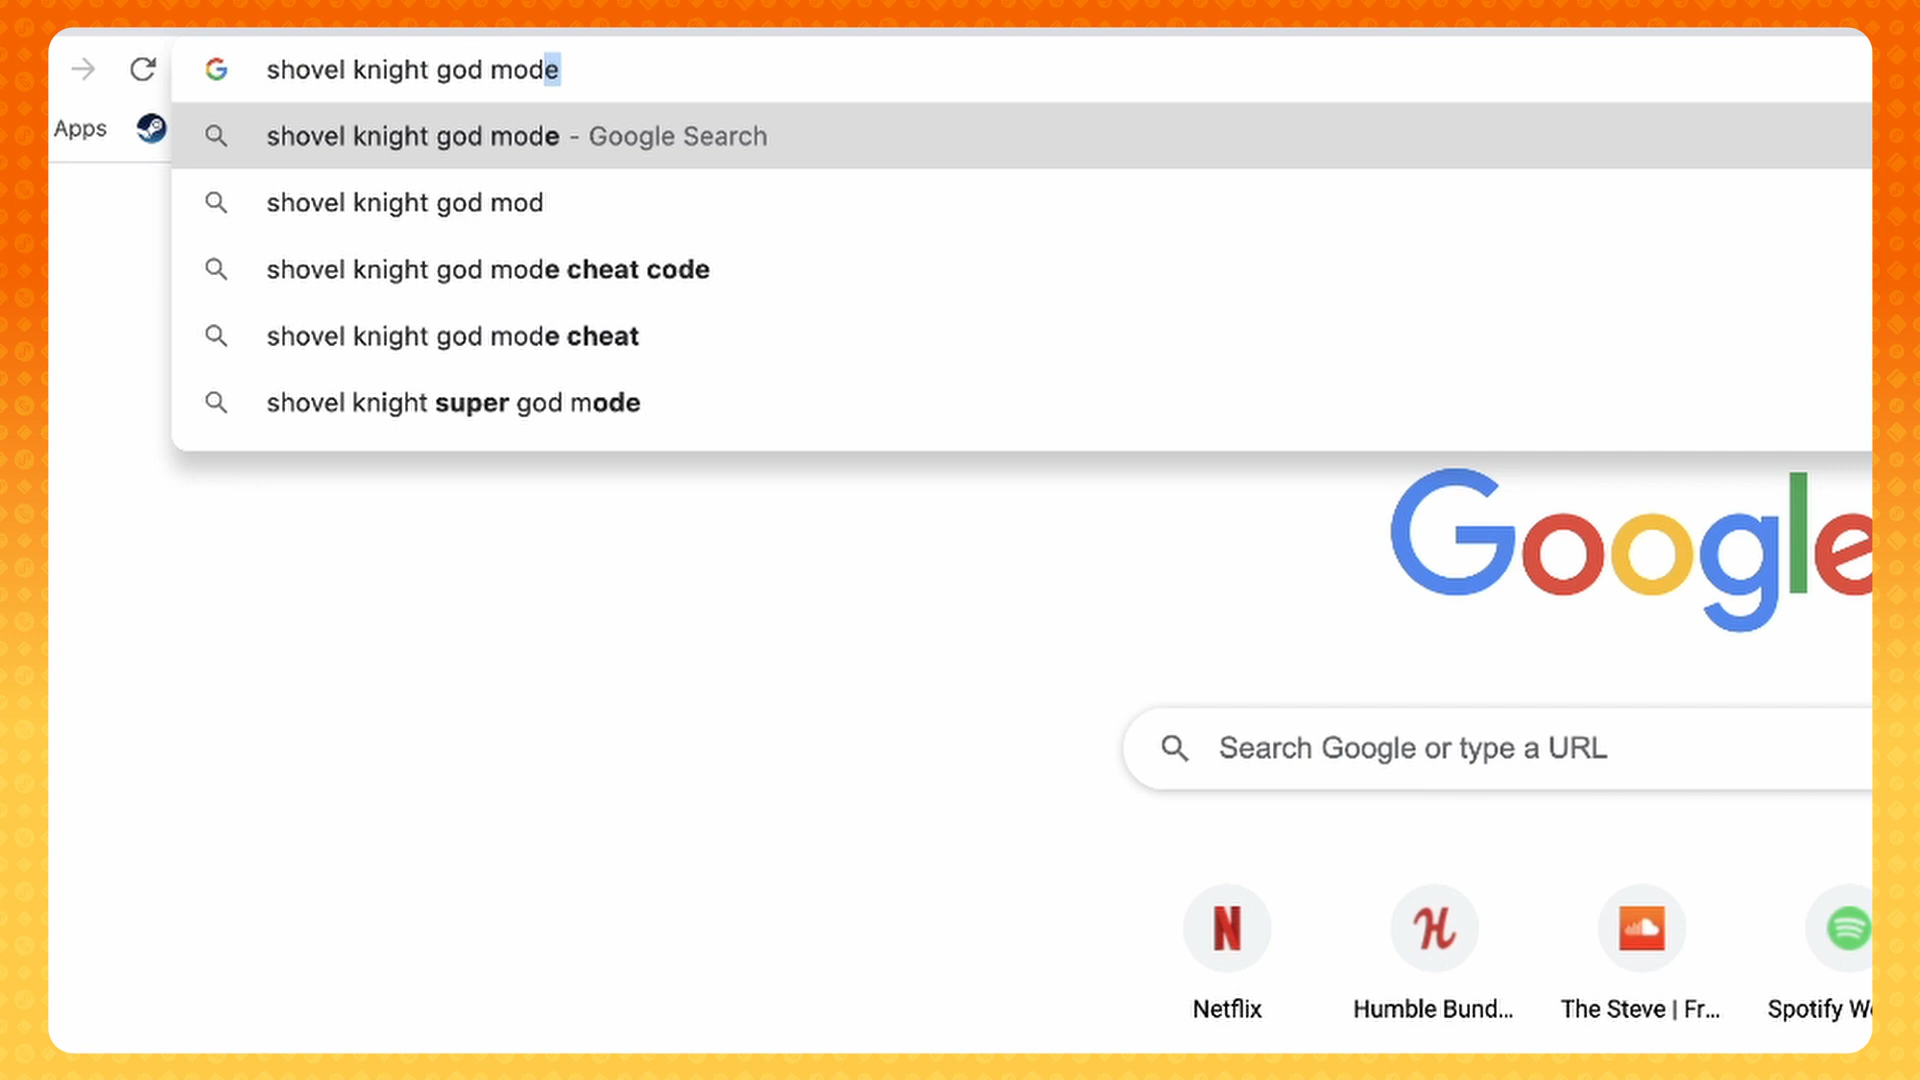 shovel knight god mode
Apps
shovel knight god mode - Google Search
shovel knight god mod
shovel knight god mode cheat code
shovel knight god mode cheat
shovel knight super god mode
Google
Search Google or type a URL
Netflix
Humble Bund...
The Steve | Fr...
Spotify W